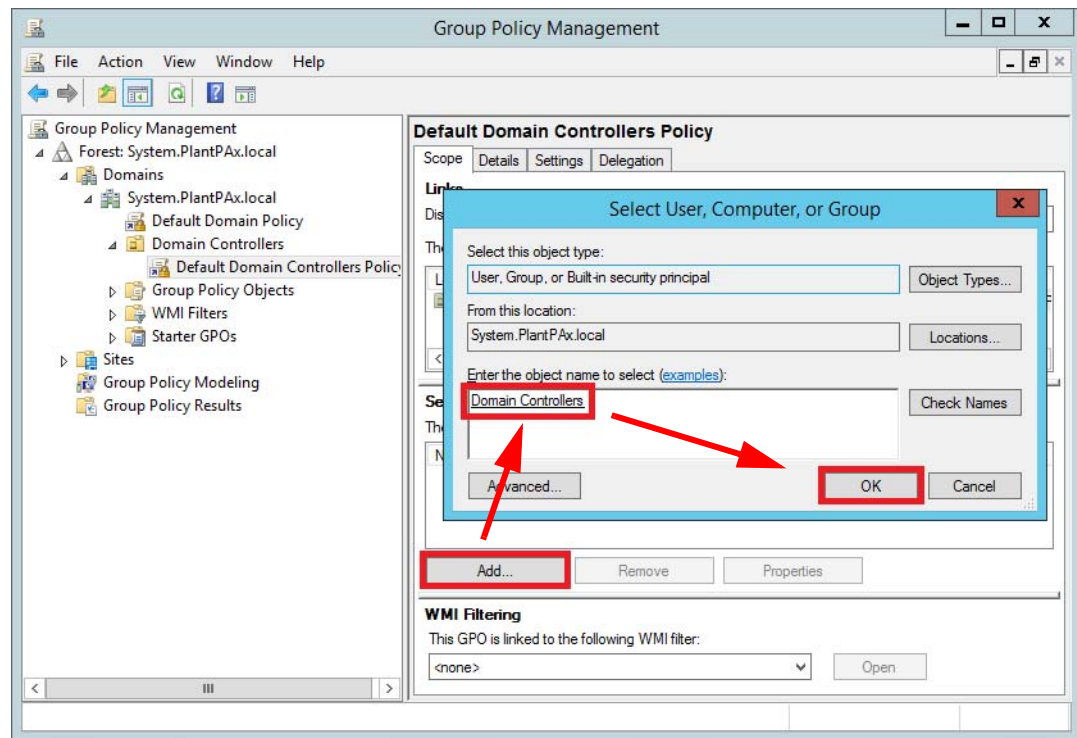 Group Policy Management
File Action View Window Help
Group Policy Management
Forest: System.PlantPAx.local
Domains
System.PlantPAx.local
Default Domain Policy
Domain Controllers
Default Domain Controllers Policy
Group Policy Objects
WMI Filters
Starter GPOs
Sites
Group Policy Modeling
Group Policy Results
Default Domain Controllers Policy
Scope Details Settings Delegation
Links
Select User, Computer, or Group
Select this object type:
User, Group, or Built-in security principal
Object Types...
From this location:
System.PlantPAx.local
Locations...
Enter the object name to select (examples):
Domain Controllers
Check Names
Advanced...
OK
Cancel
Add...
Remove
Properties
WMI Filtering
This GPO is linked to the following WMI filter:
<none>
Open